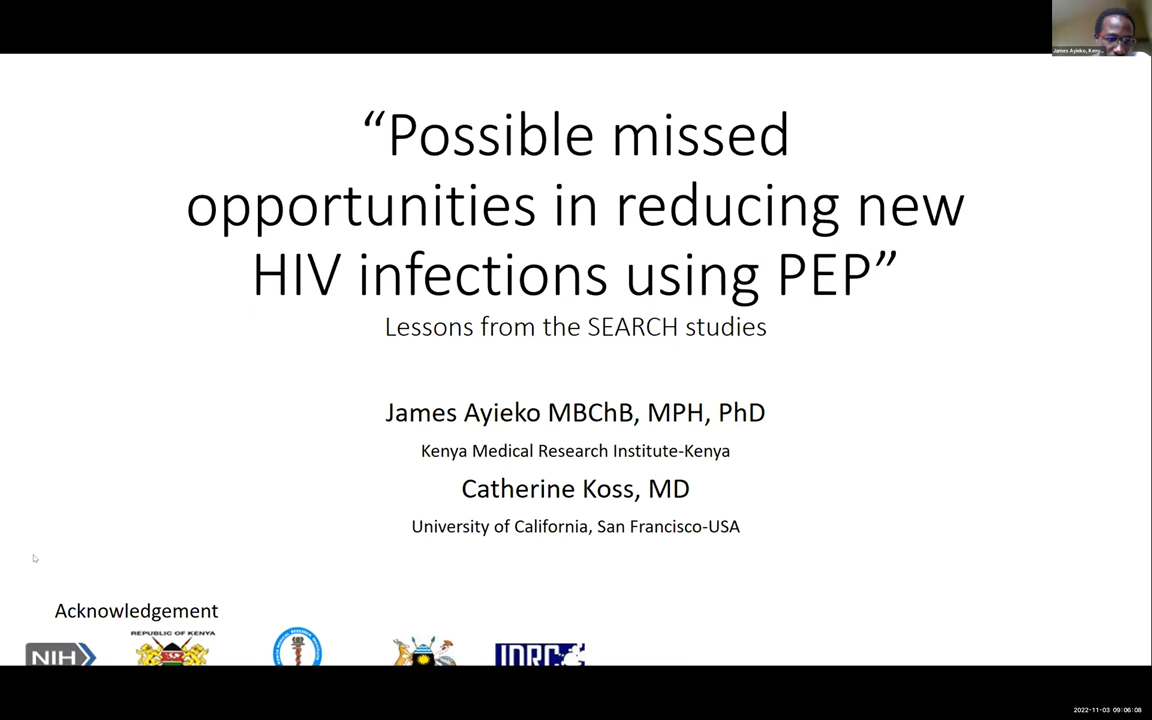 James Ayieko, Keny...
“Possible missed
opportunities in reducing new
HIV infections using PEP”
Lessons from the SEARCH studies
James Ayieko MBChB, MPH, PhD
Kenya Medical Research Institute-Kenya
Catherine Koss, MD
University of California, San Francisco-USA
Acknowledgement
REPUBLIC OF KENYA
NIH
IDRC
2022-11-03 09:06:08